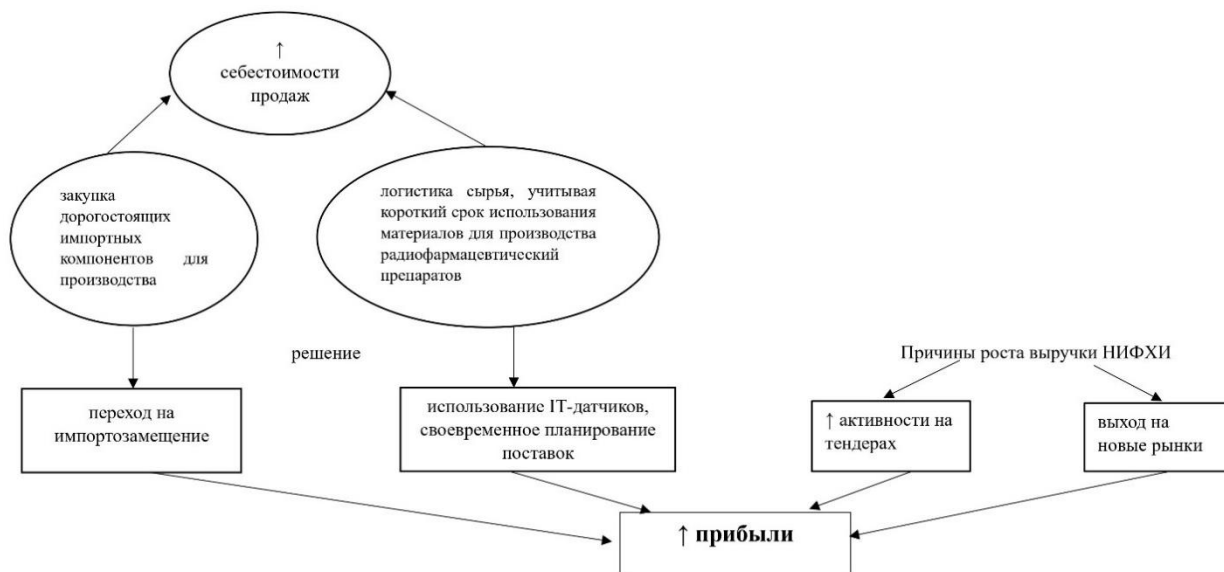 ↑
себестоимости
продаж
закупка
дорогостоящих
импортных
компонентов для
производства
логистика сырья, учитывая
короткий срок использования
материалов для производства
радиофармацевтический
препаратов
решение
Причины роста выручки НИФХИ
переход на
импортозамещение
использование IT-датчиков,
своевременное планирование
поставок
↑ активности на
тендерах
выход на
новые рынки
↑ прибыли